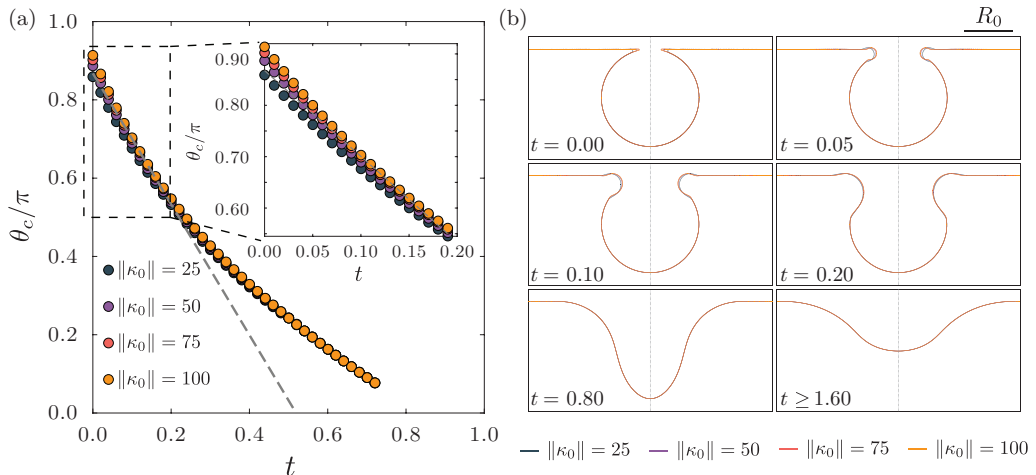 (a)
1.0
0.8
0.6
0.4
0.2
0.0
θc/π
0.0 0.2 0.4 0.6 0.8 1.0
t
‖κ0‖ = 25
‖κ0‖ = 50
‖κ0‖ = 75
‖κ0‖ = 100
0.90
0.80
0.70
0.60
θc/π
0.00 0.05 0.10 0.15 0.20
t
(b)
R0
t = 0.00
t = 0.05
t = 0.10
t = 0.20
t = 0.80
t ≥ 1.60
‖κ0‖ = 25 ‖κ0‖ = 50 ‖κ0‖ = 75 ‖κ0‖ = 100